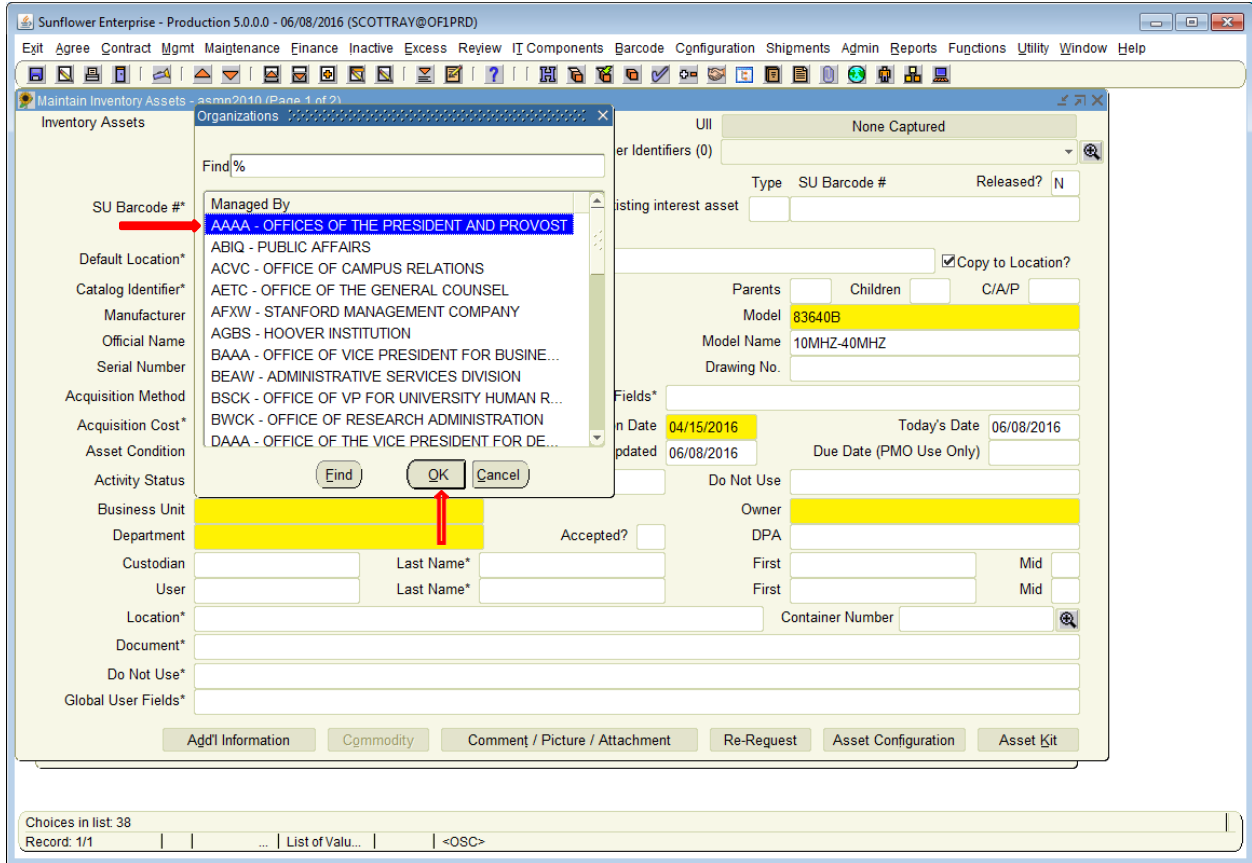 Sunflower Enterprise - Production 5.0.0.0 - 06/08/2016 (SCOTTRAY@OF1PRD)
Exit Agree Contract Mgmt Maintenance Finance Inactive Excess Review IT Components Barcode Configuration Shipments Admin Reports Functions Utility Window Help
Maintain Inventory Assets - asmn2010 (Page 1 of 2)
Organizations
Inventory Assets
UII None Captured
er Identifiers (0)
Find %
Type SU Barcode # Released? N
Managed By
SU Barcode #* isting interest asset
AAAA - OFFICES OF THE PRESIDENT AND PROVOST
ABIQ - PUBLIC AFFAIRS
ACVC - OFFICE OF CAMPUS RELATIONS
AETC - OFFICE OF THE GENERAL COUNSEL
AFXW - STANFORD MANAGEMENT COMPANY
AGBS - HOOVER INSTITUTION
BAAA - OFFICE OF VICE PRESIDENT FOR BUSINE...
BEAW - ADMINISTRATIVE SERVICES DIVISION
BSCK - OFFICE OF VP FOR UNIVERSITY HUMAN R...
BWCK - OFFICE OF RESEARCH ADMINISTRATION
DAAA - OFFICE OF THE VICE PRESIDENT FOR DE...
Find OK Cancel
Default Location* Copy to Location?
Catalog Identifier* Parents Children C/A/P
Manufacturer Model 83640B
Official Name Model Name 10MHZ-40MHZ
Serial Number Drawing No.
Acquisition Method Fields*
Acquisition Cost* n Date 04/15/2016 Today's Date 06/08/2016
Asset Condition pdated 06/08/2016 Due Date (PMO Use Only)
Activity Status Do Not Use
Business Unit Owner
Department Accepted? DPA
Custodian Last Name* First Mid
User Last Name* First Mid
Location* Container Number
Document*
Do Not Use*
Global User Fields*
Add'l Information Commodity Comment / Picture / Attachment Re-Request Asset Configuration Asset Kit
Choices in list: 38
Record: 1/1 ... List of Valu... <OSC>